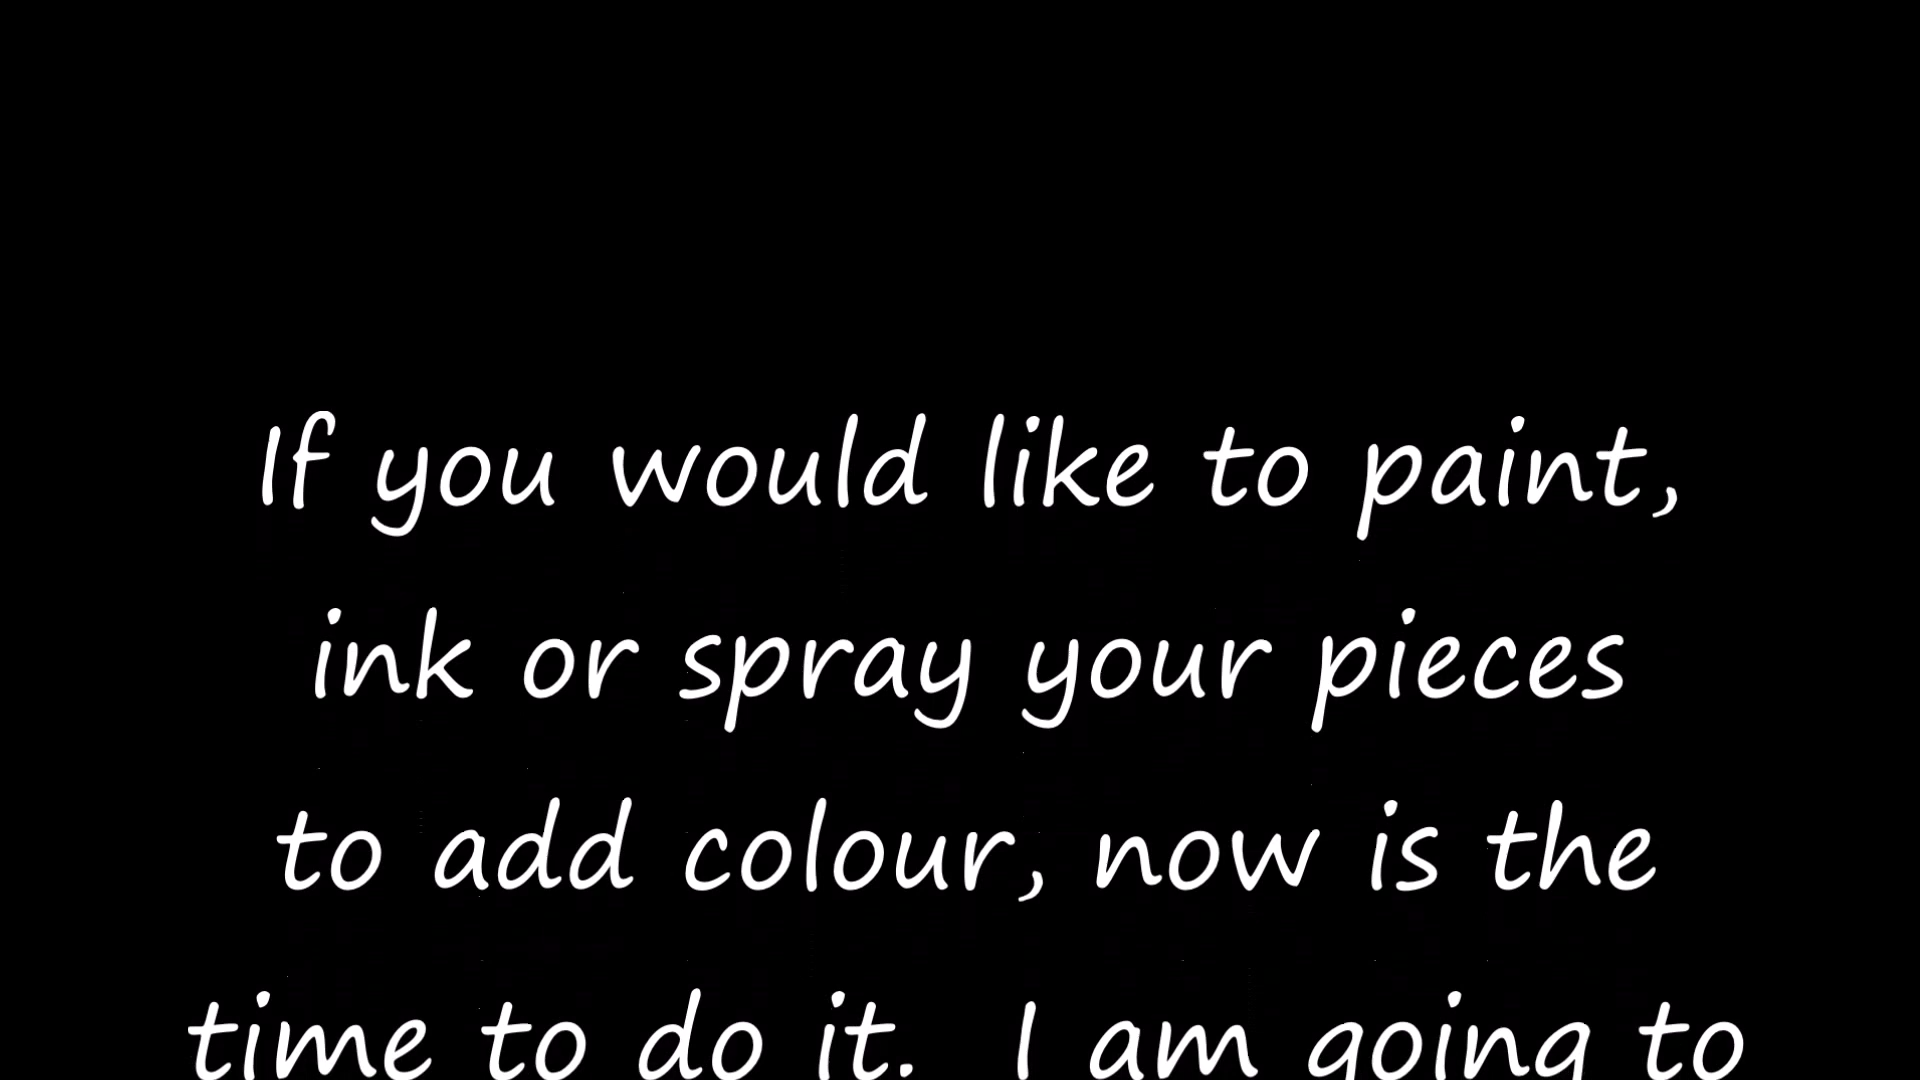 If you would like to paint,
ink or spray your pieces
to add colour, now is the
time to do it. I am going to